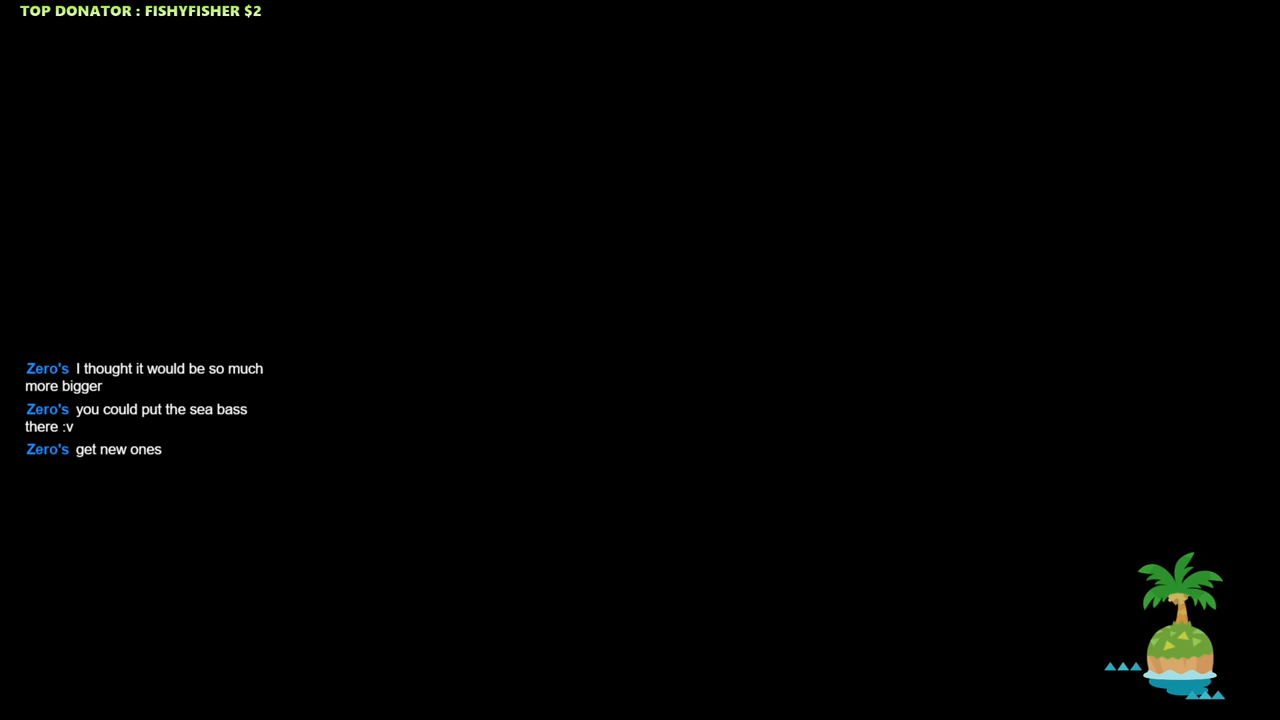 TOP DONATOR : FISHYFISHER $2
Zero's I thought it would be so much
more bigger
Zero's you could put the sea bass
there :v
Zero's get new ones